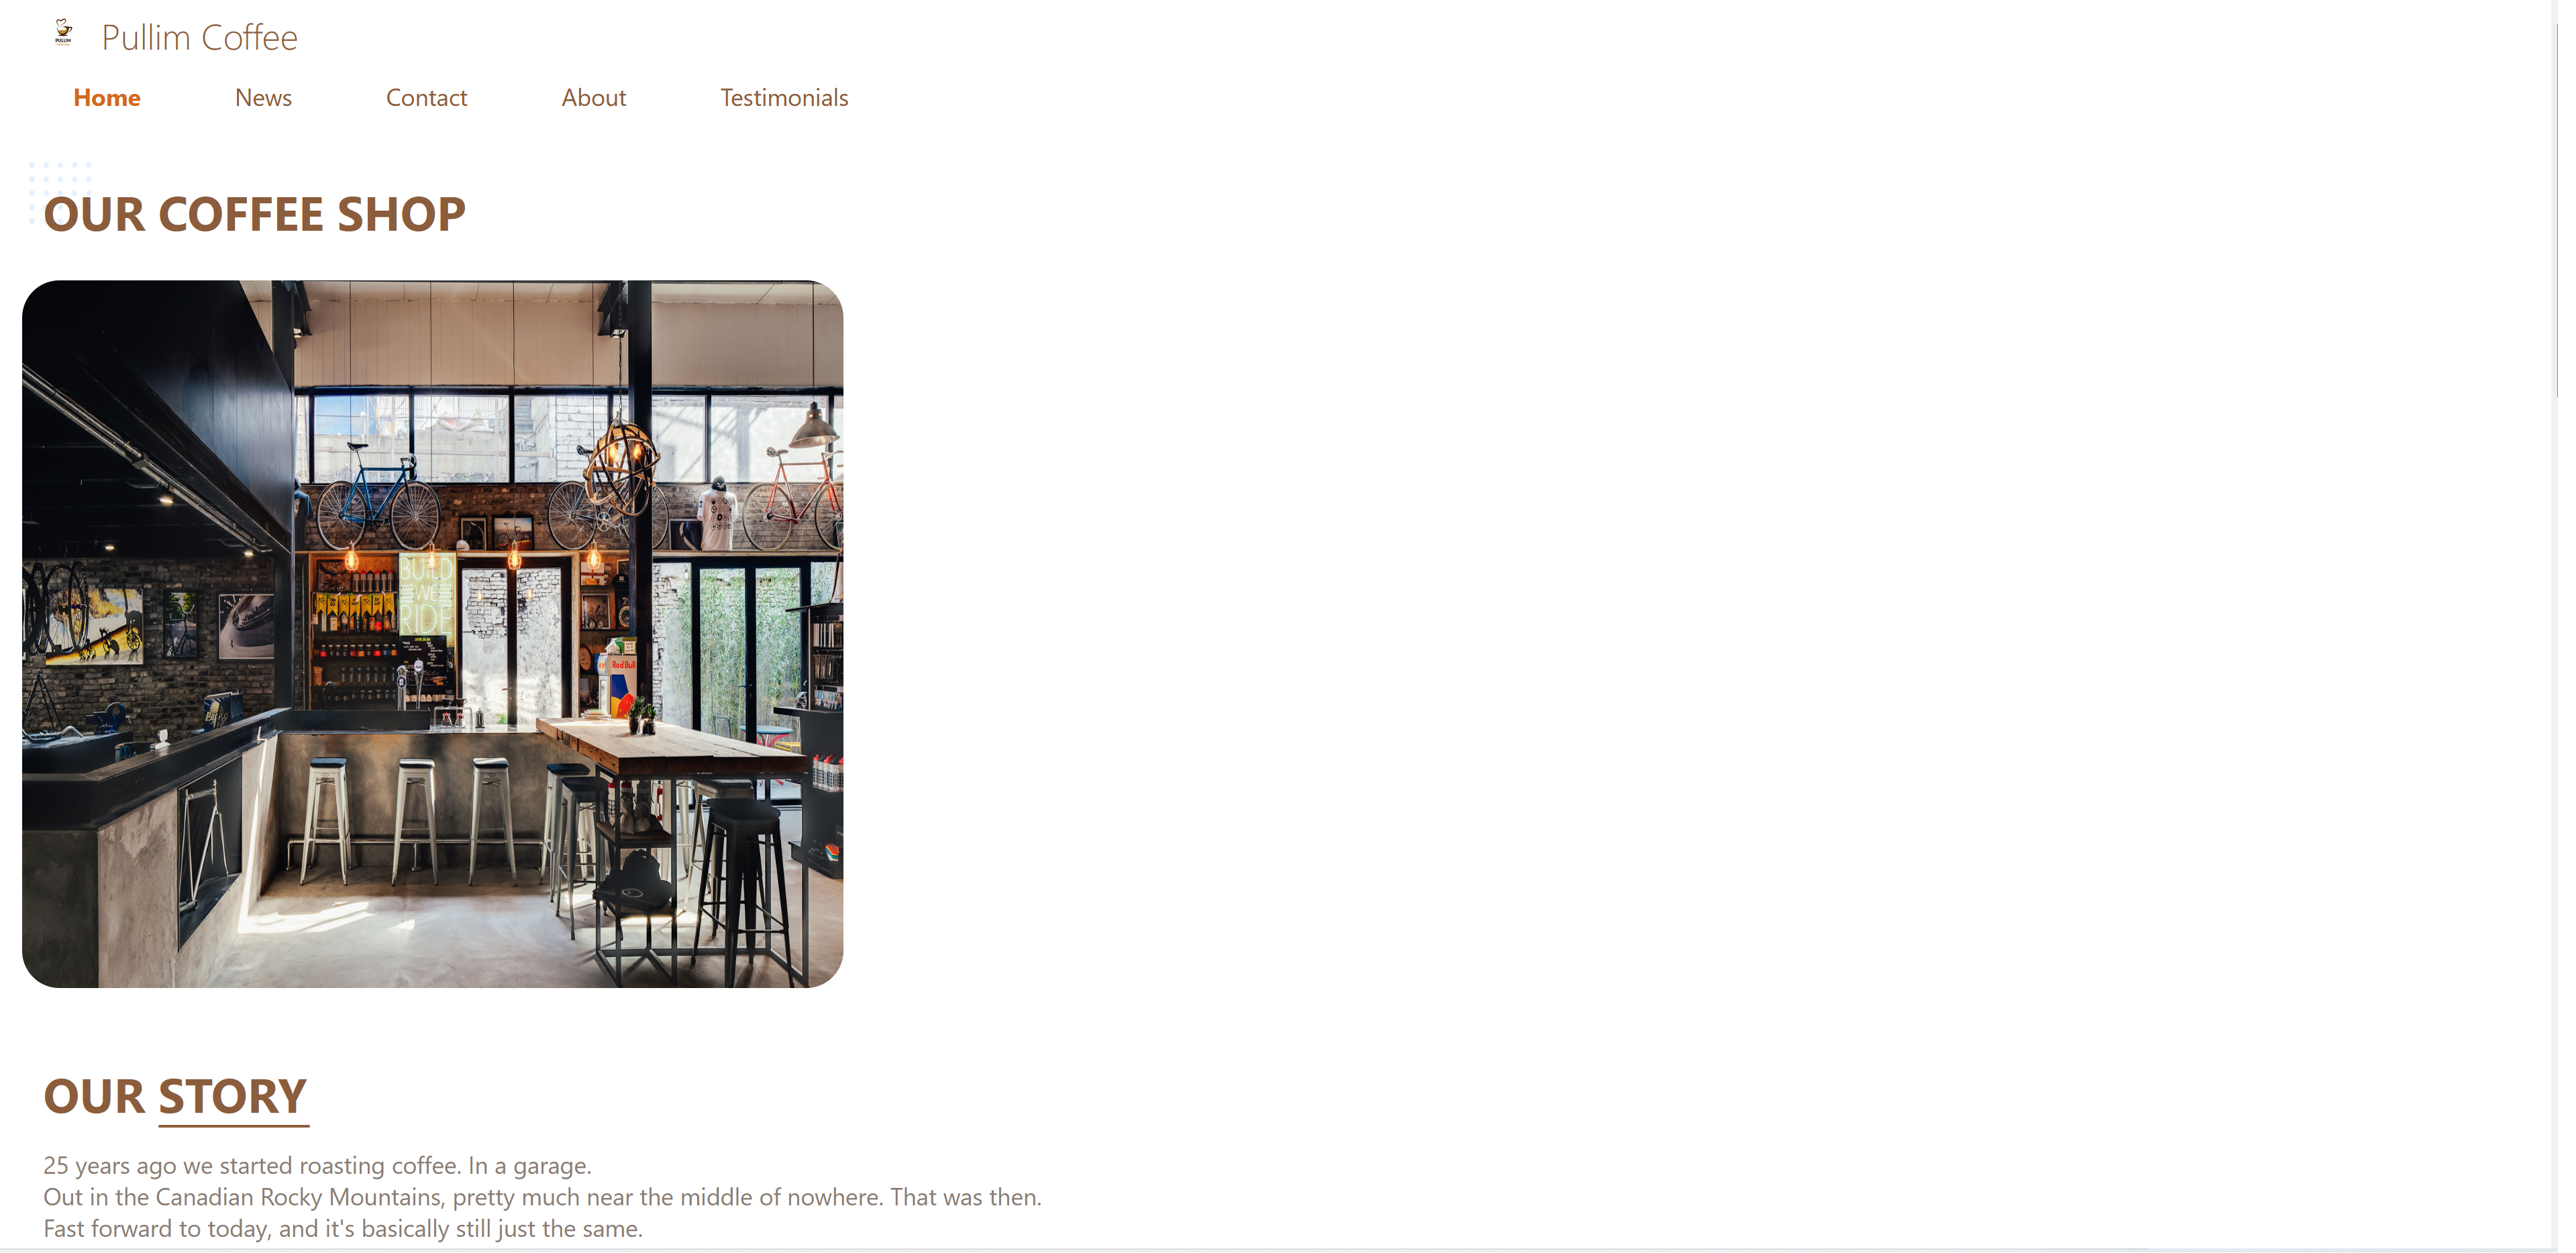 PULLIM
Pullim Coffee
Home News Contact About Testimonials
OUR COFFEE SHOP
BUILD
WE
RIDE
Red Bull
OUR STORY
25 years ago we started roasting coffee. In a garage.
Out in the Canadian Rocky Mountains, pretty much near the middle of nowhere. That was then.
Fast forward to today, and it's basically still just the same.